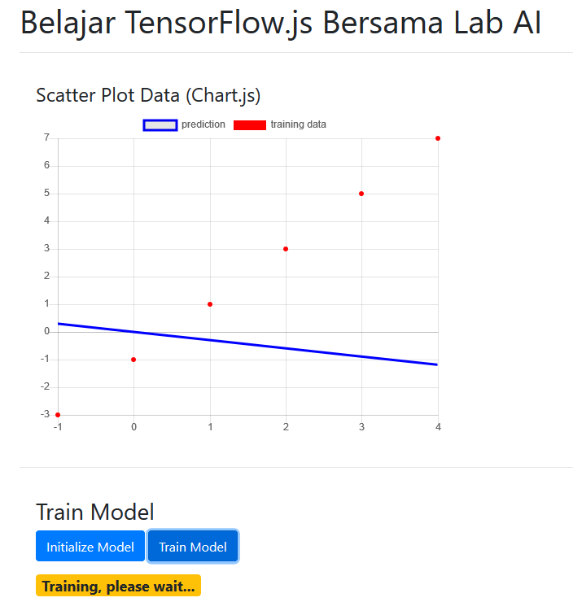 Belajar TensorFlow.js Bersama Lab AI
Scatter Plot Data (Chart.js)
prediction training data
7
6
5
4
3
2
1
0
-1
-2
-3
-1 0 1 2 3 4
Train Model
Initialize Model Train Model
Training, please wait...